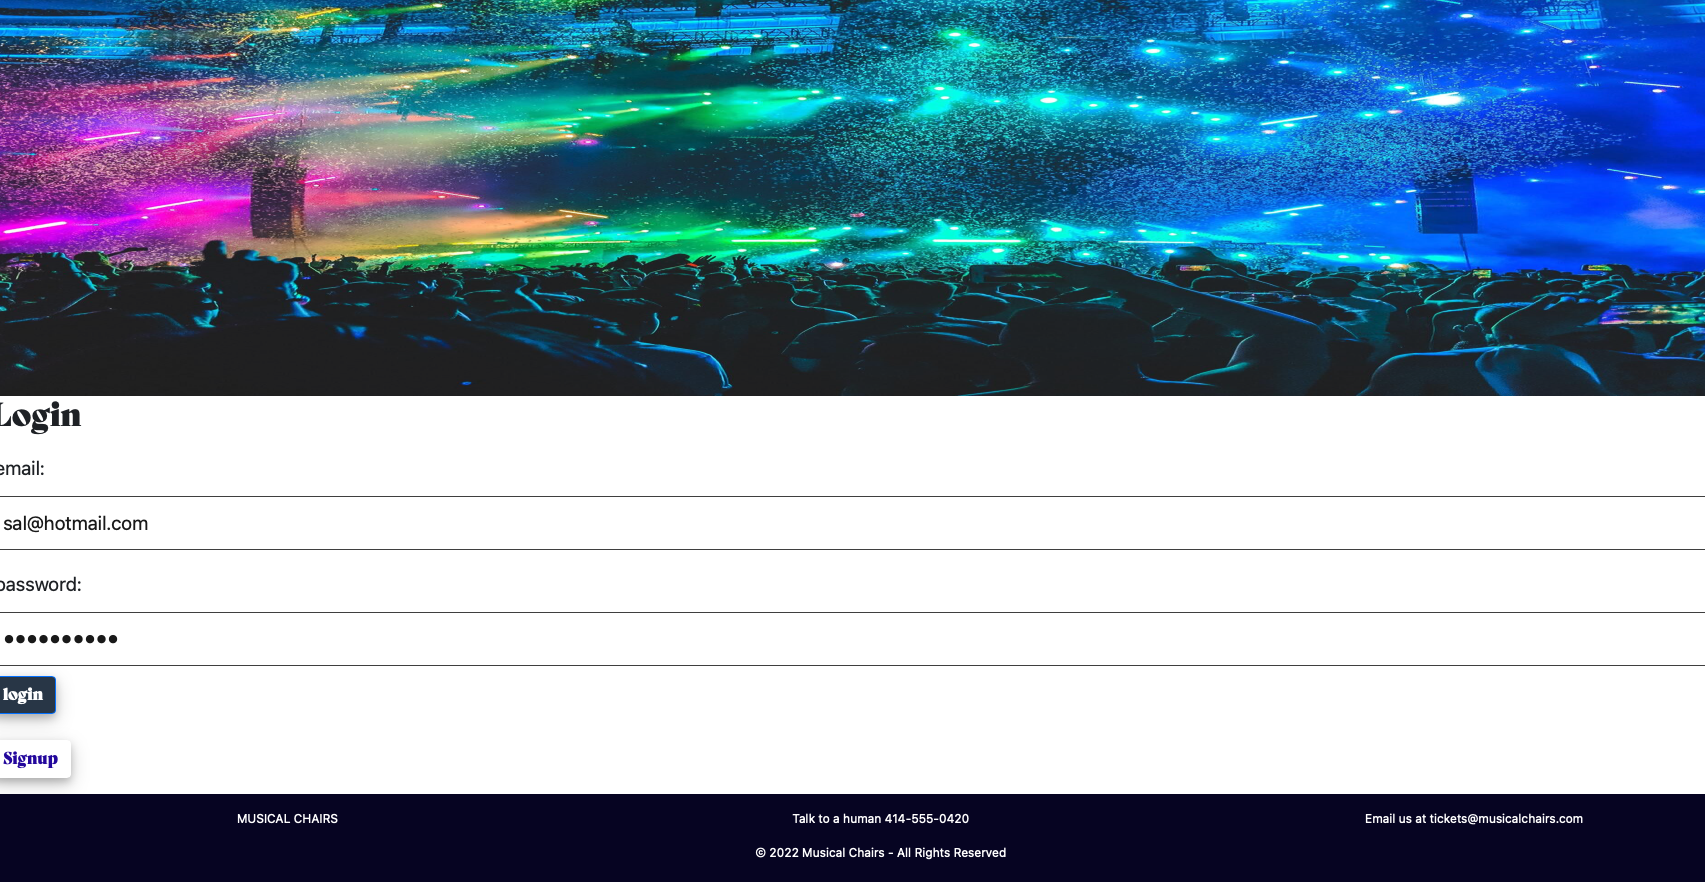 Login
email:
sal@hotmail.com
password:
••••••••••
login
Signup
MUSICAL CHAIRS
Talk to a human 414-555-0420
Email us at tickets@musicalchairs.com
© 2022 Musical Chairs - All Rights Reserved